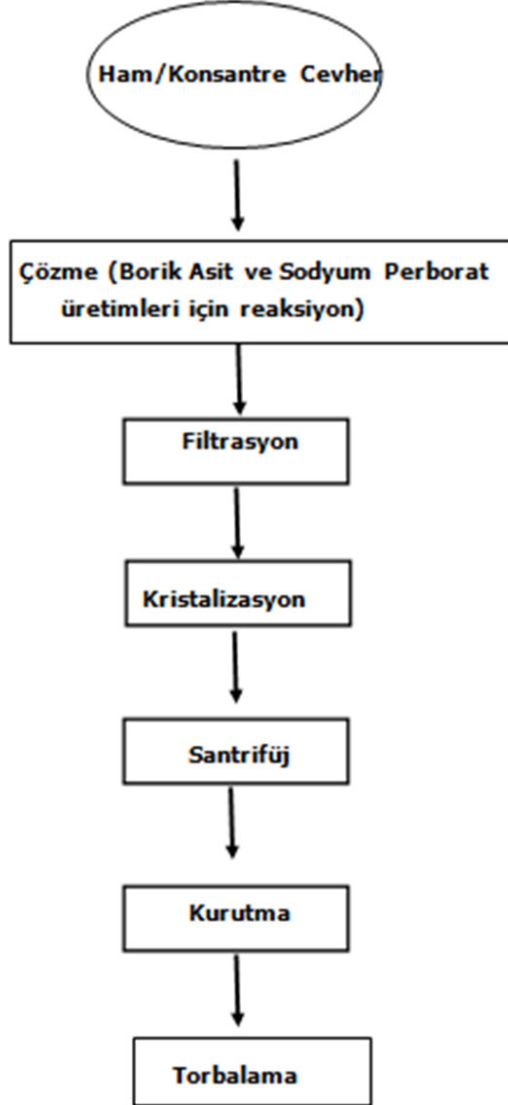 Ham/Konsantre Cevher
Çözme (Borik Asit ve Sodyum Perborat
üretimleri için reaksiyon)
Filtrasyon
Kristalizasyon
Santrifüj
Kurutma
Torbalama